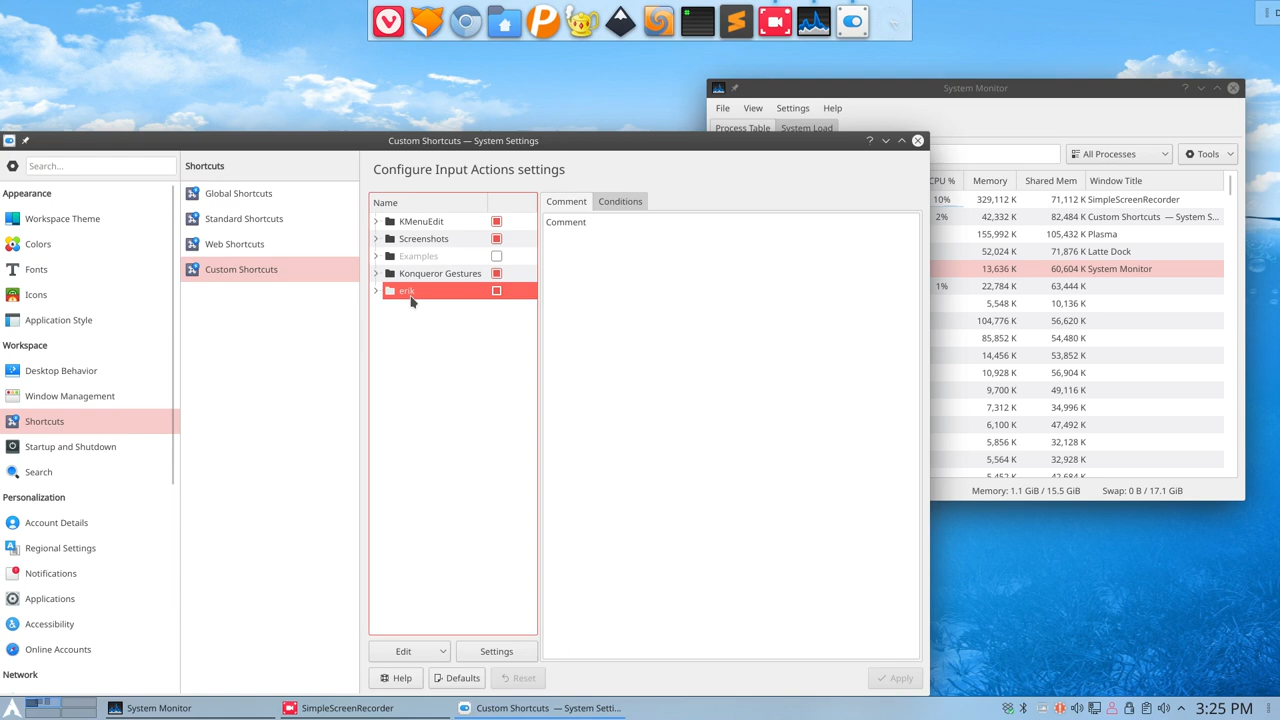 System Monitor
File View Settings Help
Process Table System Load
All Processes Tools
CPU % Memory Shared Mem Window Title
10% 329,112 K 71,112 K SimpleScreenRecorder
2% 42,332 K 82,484 K Custom Shortcuts — System S...
155,992 K 105,432 K Plasma
52,024 K 71,876 K Latte Dock
13,636 K 60,604 K System Monitor
1% 22,784 K 63,444 K
5,548 K 10,136 K
104,776 K 56,620 K
85,852 K 54,480 K
14,456 K 53,852 K
10,928 K 56,904 K
9,700 K 49,116 K
7,312 K 34,996 K
6,100 K 47,492 K
5,856 K 32,128 K
5,564 K 32,928 K
5,452 K 42,684 K
Memory: 1.1 GiB / 15.5 GiB Swap: 0 B / 17.1 GiB
Custom Shortcuts — System Settings
Search...
Appearance
Workspace Theme
Colors
Fonts
Icons
Application Style
Workspace
Desktop Behavior
Window Management
Shortcuts
Startup and Shutdown
Search
Personalization
Account Details
Regional Settings
Notifications
Applications
Accessibility
Online Accounts
Network
Shortcuts
Global Shortcuts
Standard Shortcuts
Web Shortcuts
Custom Shortcuts
Configure Input Actions settings
Name
KMenuEdit
Screenshots
Examples
Konqueror Gestures
erik
Comment Conditions
Comment
Edit Settings
Help Defaults Reset Apply
System Monitor SimpleScreenRecorder Custom Shortcuts — System Setti... 3:25 PM